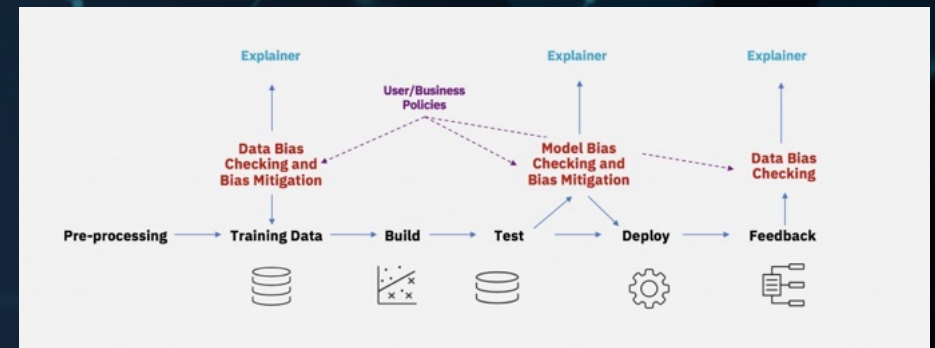 Explainer
Explainer
Explainer
User/Business
Policies
Data Bias
Checking and
Bias Mitigation
Model Bias
Checking and
Bias Mitigation
Data Bias
Checking
Pre-processing
Training Data
Build
Test
Deploy
Feedback